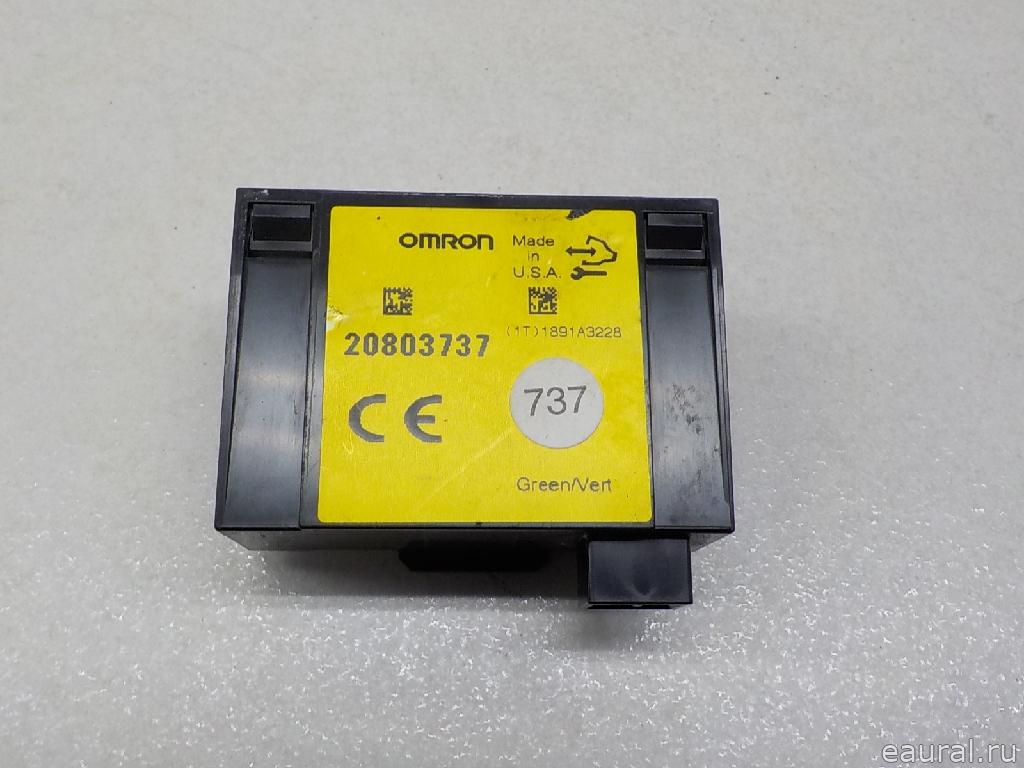 OMRON
Made
in
U.S.A.
20803737
(1T)1891A3228
CE
737
Green/Vert
eaural.ru